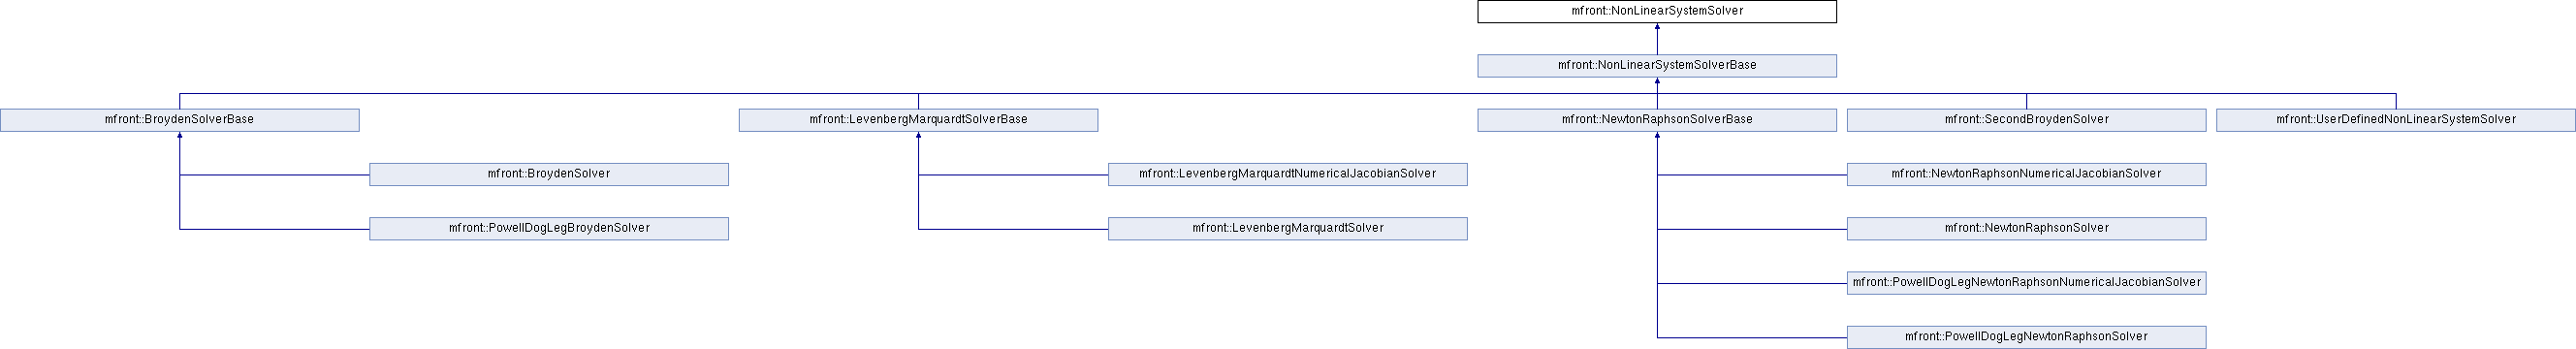 mfront::NonLinearSystemSolver
mfront::NonLinearSystemSolverBase
mfront::BroydenSolverBase
mfront::LevenbergMarquardtSolverBase
mfront::NewtonRaphsonSolverBase
mfront::SecondBroydenSolver
mfront::UserDefinedNonLinearSystemSolver
mfront::BroydenSolver
mfront::LevenbergMarquardtNumericalJacobianSolver
mfront::NewtonRaphsonNumericalJacobianSolver
mfront::PowellDogLegBroydenSolver
mfront::LevenbergMarquardtSolver
mfront::NewtonRaphsonSolver
mfront::PowellDogLegNewtonRaphsonNumericalJacobianSolver
mfront::PowellDogLegNewtonRaphsonSolver